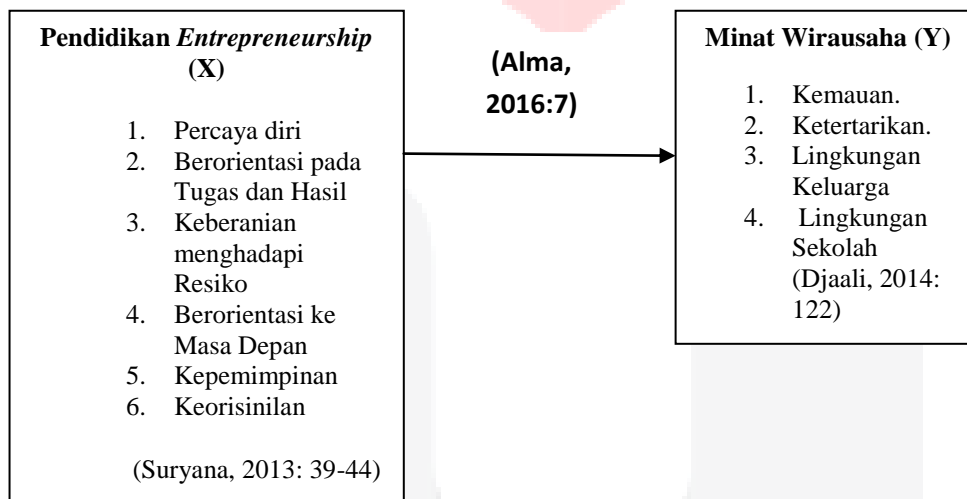 Pendidikan Entrepreneurship
(X)
1. Percaya diri
2. Berorientasi pada
Tugas dan Hasil
3. Keberanian
menghadapi
Resiko
4. Berorientasi ke
Masa Depan
5. Kepemimpinan
6. Keorisinilan
(Suryana, 2013: 39-44)
(Alma,
2016:7)
Minat Wirausaha (Y)
1. Kemauan.
2. Ketertarikan.
3. Lingkungan
Keluarga
4. Lingkungan
Sekolah
(Djaali, 2014:
122)